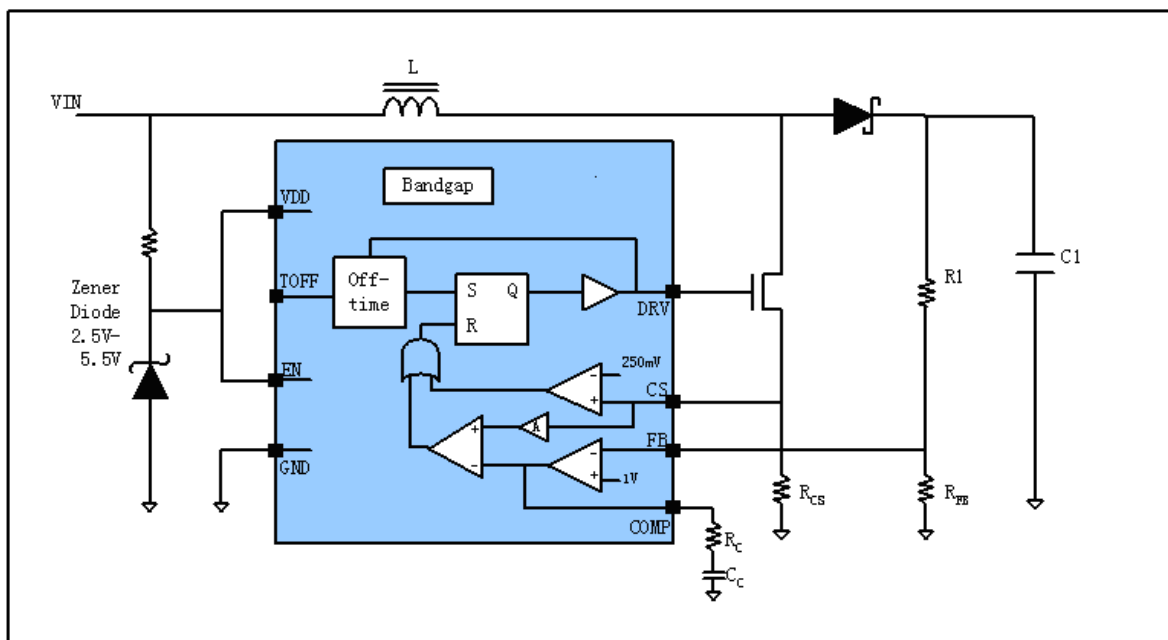 L
VIN
Bandgap
VDD
TOFF
Off-
time
S Q
R
DRV
Zener
Diode
2.5V-
5.5V
R1
C1
250mV
-
+
CS
EN
A
+
-
FB
-
+
1V
GND
COMP
RCS
RFB
RC
CC